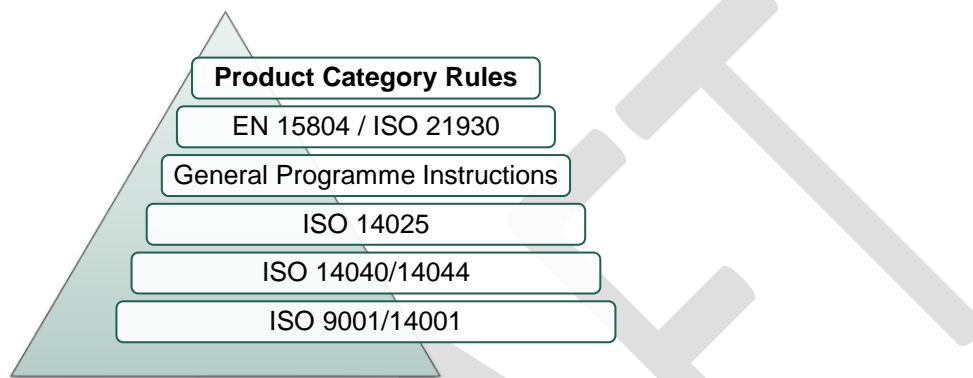 Product Category Rules
EN 15804 / ISO 21930
General Programme Instructions
ISO 14025
ISO 14040/14044
ISO 9001/14001